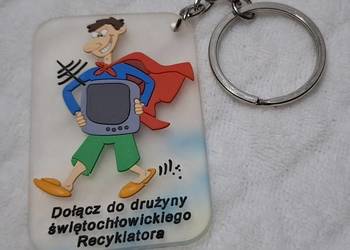 Dołącz do drużyny
świętochłowickiego
Recyklatora